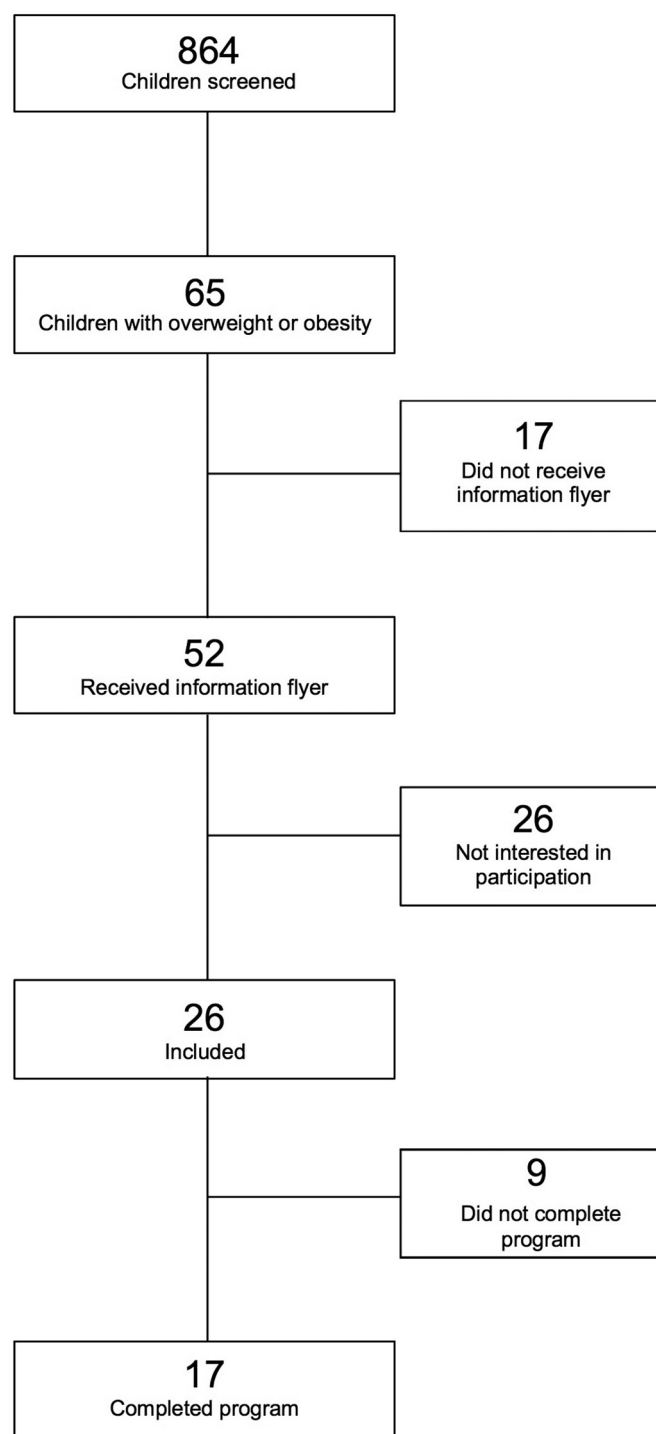 864
Children screened
65
Children with overweight or obesity
17
Did not receive
information flyer
52
Received information flyer
26
Not interested in
participation
26
Included
9
Did not complete
program
17
Completed program